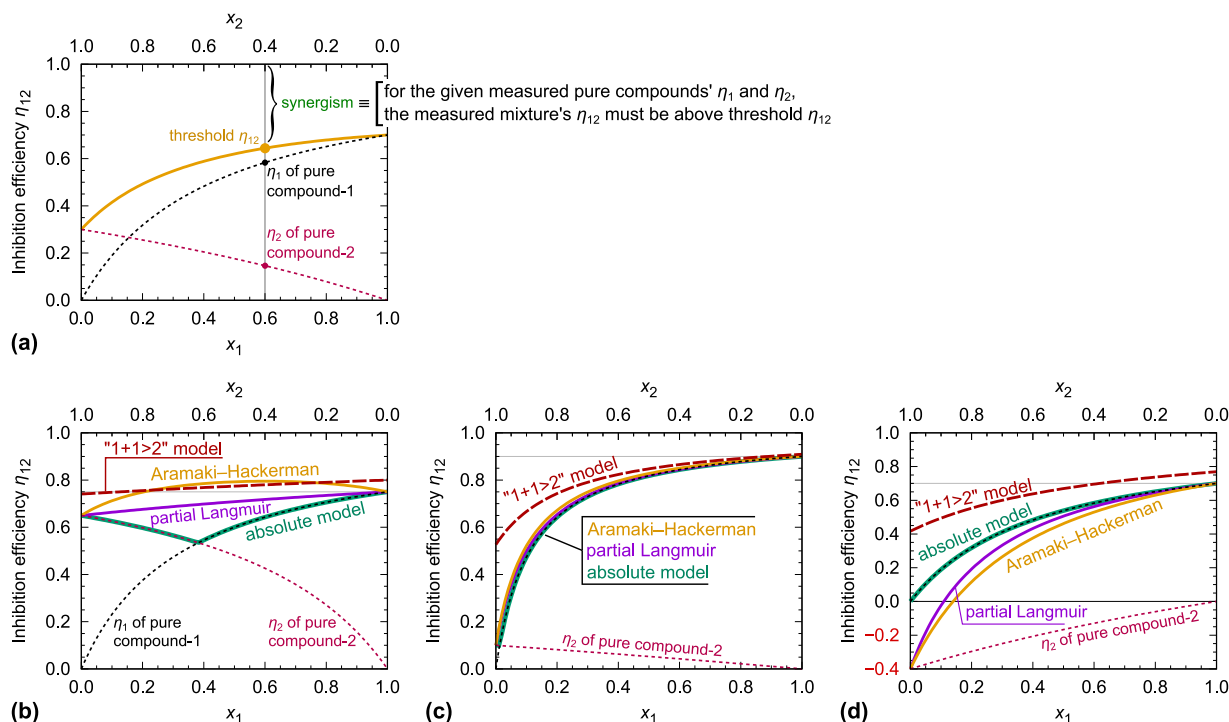 x2
1.0 0.8 0.6 0.4 0.2 0.0
1.0
0.8
0.6
0.4
0.2
0.0
Inhibition efficiency η12
synergism ≡
for the given measured pure compounds' η1 and η2,
the measured mixture's η12 must be above threshold η12
threshold η12
η1 of pure
compound-1
η2 of pure
compound-2
0.0 0.2 0.4 0.6 0.8 1.0
(a)
x1
x2
1.0 0.8 0.6 0.4 0.2 0.0
1.0
0.8
0.6
0.4
0.2
0.0
Inhibition efficiency η12
"1+1>2" model
Aramaki–Hackerman
partial Langmuir
absolute model
η1 of pure
compound-1
η2 of pure
compound-2
0.0 0.2 0.4 0.6 0.8 1.0
(b)
x1
x2
1.0 0.8 0.6 0.4 0.2 0.0
1.0
0.8
0.6
0.4
0.2
0.0
Inhibition efficiency η12
"1+1>2" model
Aramaki–Hackerman
partial Langmuir
absolute model
η2 of pure compound-2
0.0 0.2 0.4 0.6 0.8 1.0
(c)
x1
x2
1.0 0.8 0.6 0.4 0.2 0.0
1.0
0.8
0.6
0.4
0.2
0.0
−0.2
−0.4
Inhibition efficiency η12
"1+1>2" model
absolute model
Aramaki–Hackerman
partial Langmuir
η2 of pure compound-2
0.0 0.2 0.4 0.6 0.8 1.0
(d)
x1